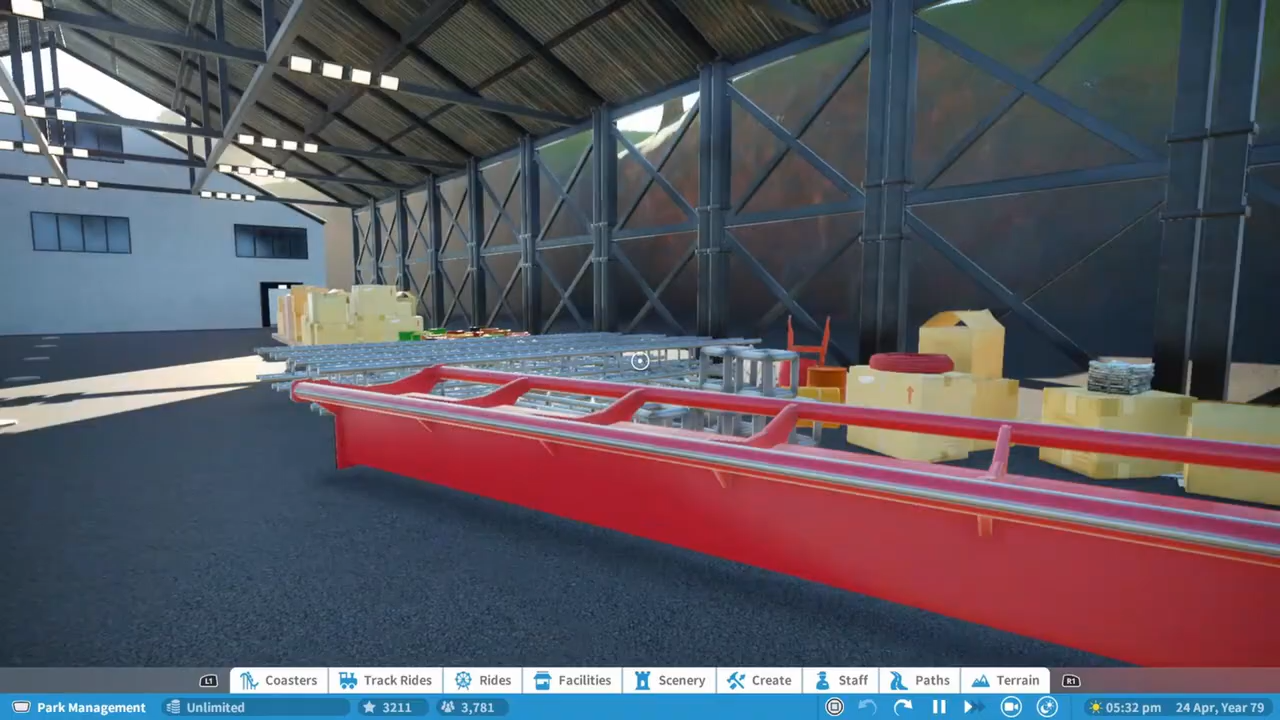 L1 Coasters Track Rides Rides Facilities Scenery Create Staff Paths Terrain R1
Park Management Unlimited 3211 3,781 05:32 pm 24 Apr, Year 79